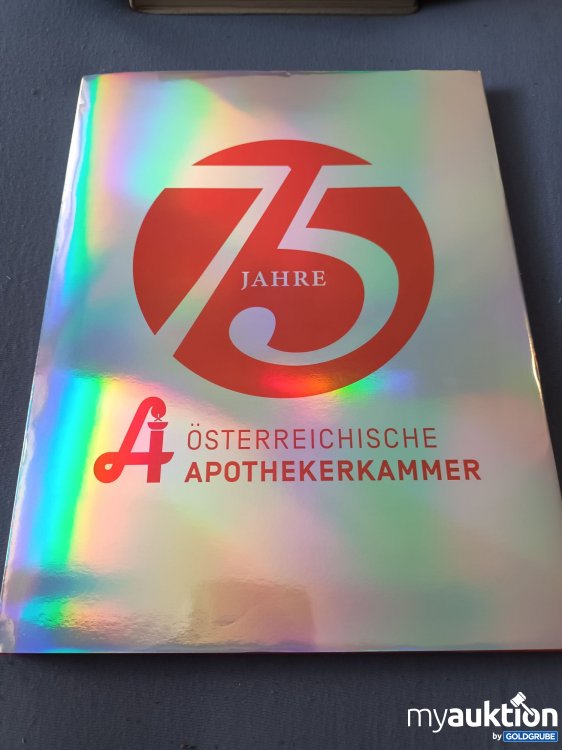 75
JAHRE
ÖSTERREICHISCHE
APOTHEKERKAMMER
myauktion
by GOLDGRUBE